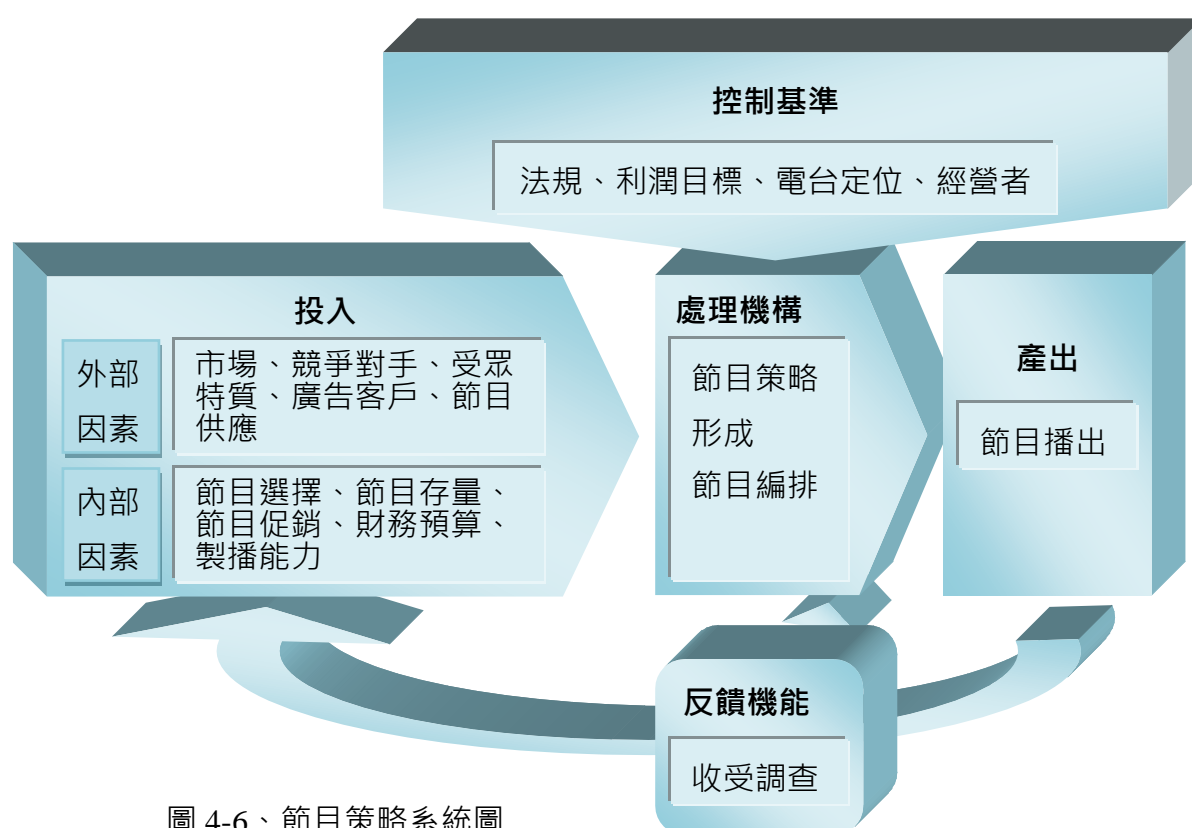 控制基準
法規、利潤目標、電台定位、經營者
投入
外部
因素
市場、競爭對手、受眾
特質、廣告客戶、節目
供應
內部
因素
節目選擇、節目存量、
節目促銷、財務預算、
製播能力
處理機構
節目策略
形成
節目編排
產出
節目播出
反饋機能
收受調查
圖 4-6、節目策略系統圖